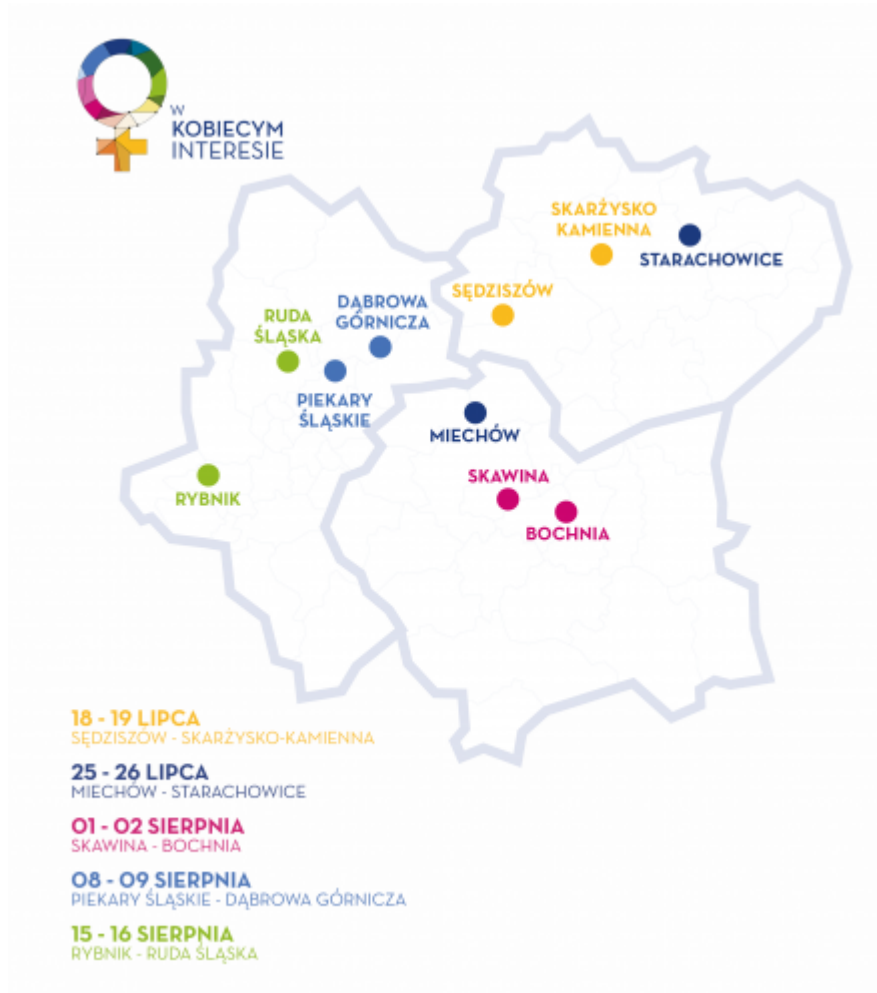 W
KOBIECYM
INTERESIE
SKARŻYSKO
KAMIENNA
STARACHOWICE
SĘDZISZÓW
DĄBROWA
GÓRNICZA
RUDA
ŚLĄSKA
PIEKARY
ŚLĄSKIE
MIECHÓW
SKAWINA
RYBNIK
BOCHNIA
18 - 19 LIPCA
SĘDZISZÓW - SKARŻYSKO-KAMIENNA
25 - 26 LIPCA
MIECHÓW - STARACHOWICE
01 - 02 SIERPNIA
SKAWINA - BOCHNIA
08 - 09 SIERPNIA
PIEKARY ŚLĄSKIE - DĄBROWA GÓRNICZA
15 - 16 SIERPNIA
RYBNIK - RUDA ŚLĄSKA